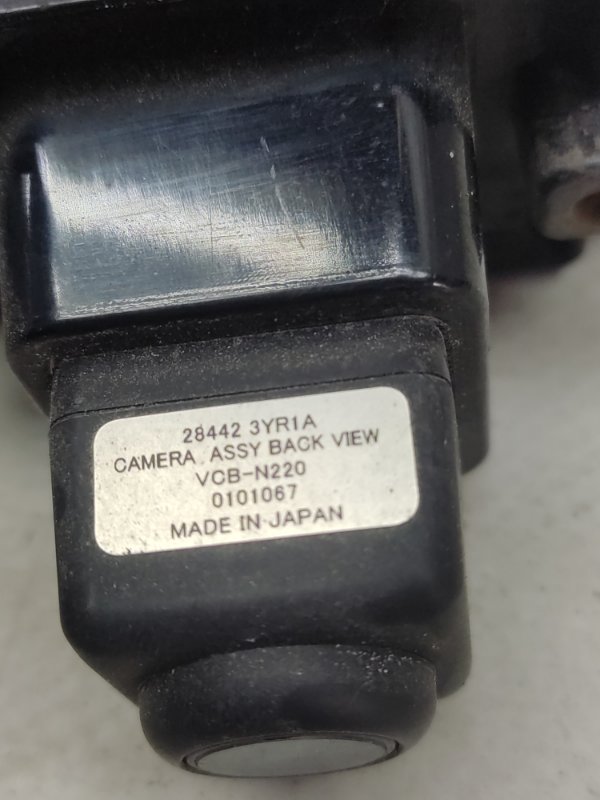 28442 3YR1A
CAMERA, ASSY BACK VIEW
VCB-N220
0101067
MADE IN JAPAN